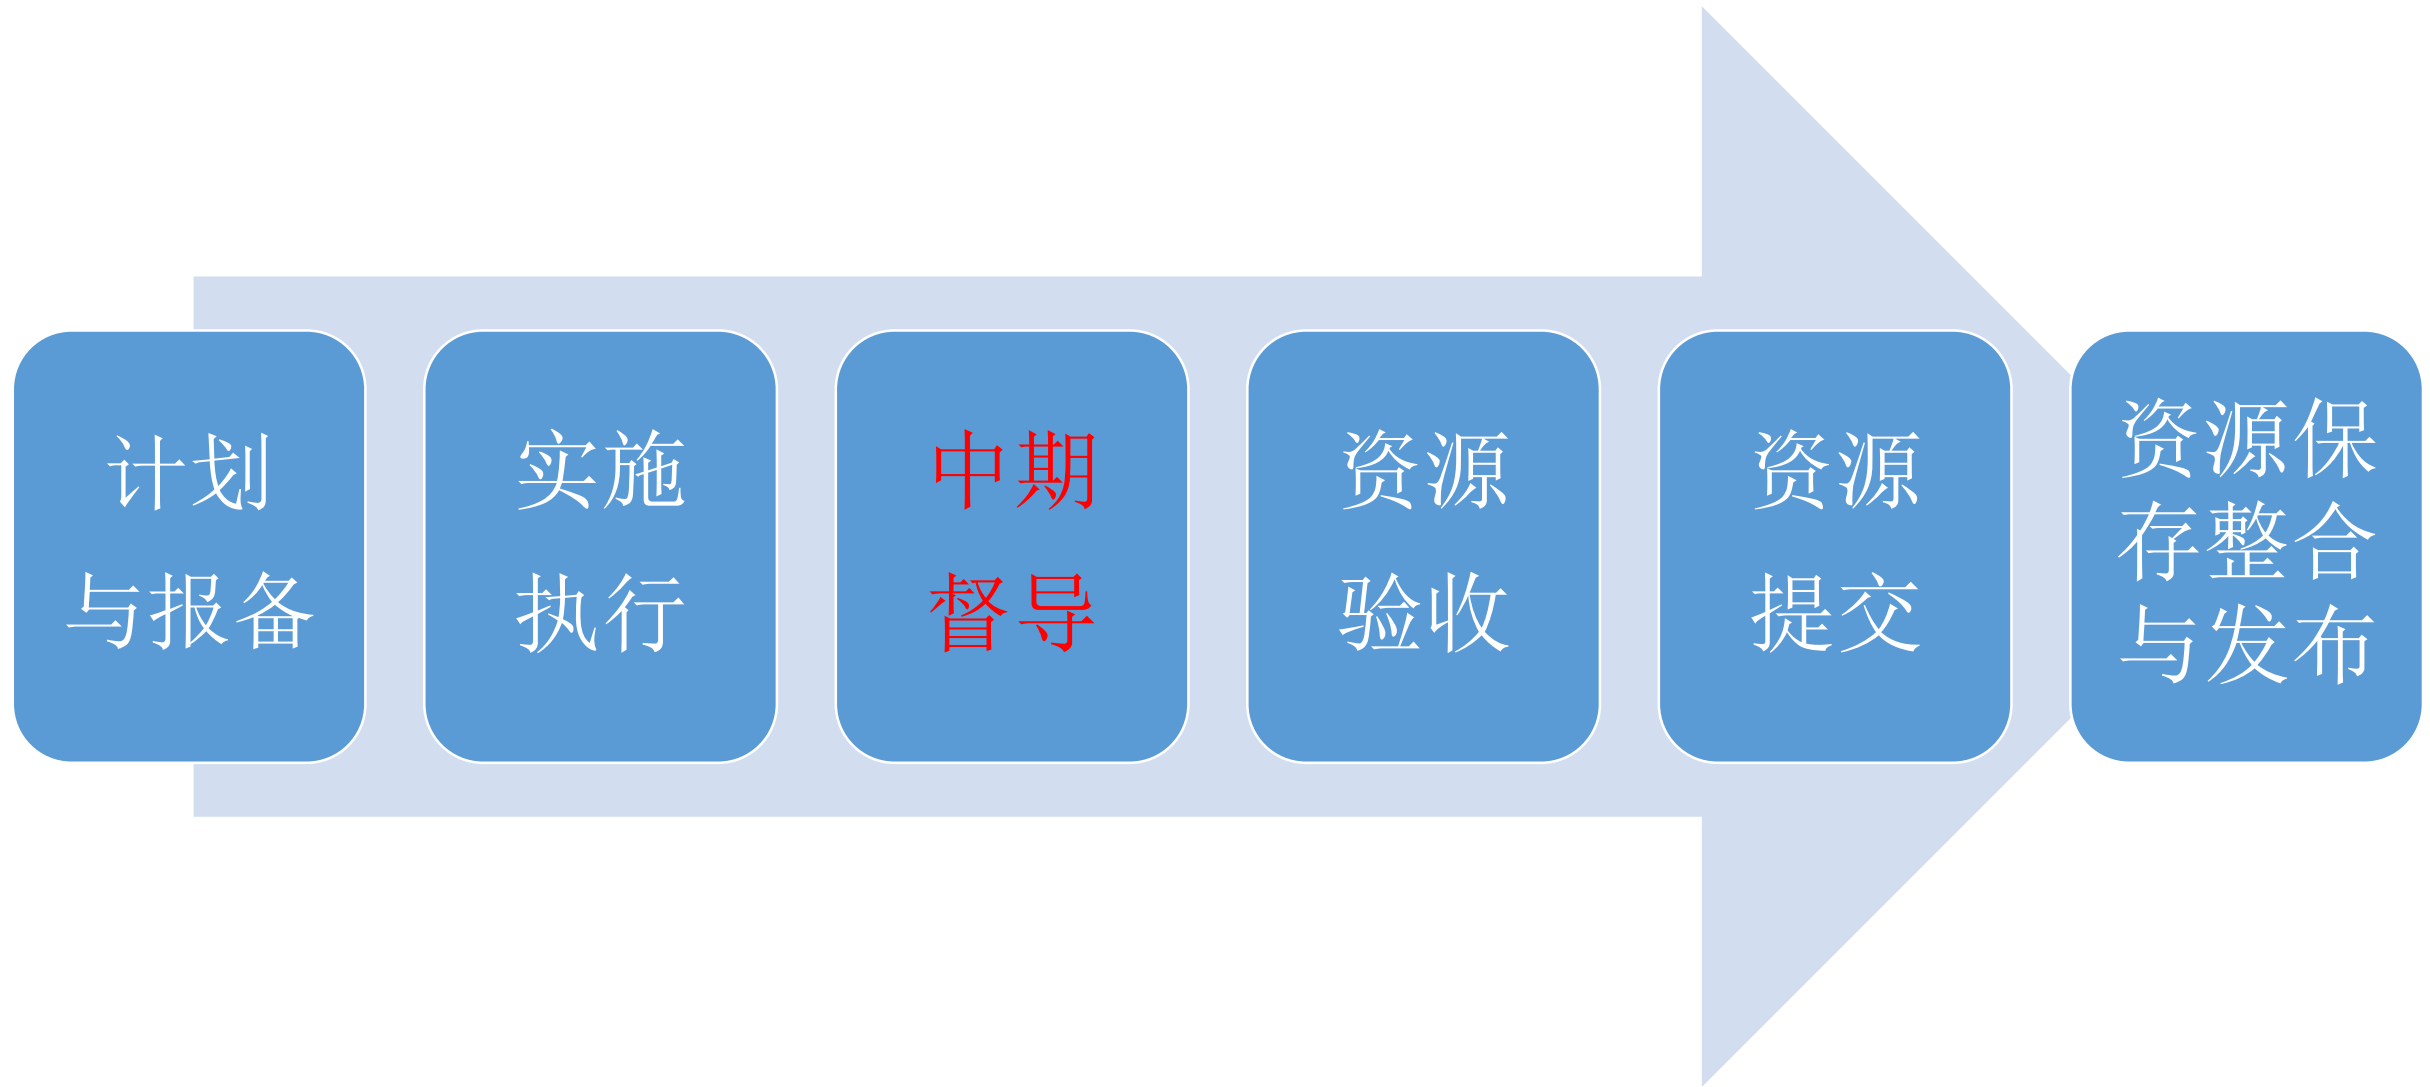 计划
与报备
实施
执行
中期
督导
资源
验收
资源
提交
资源保
存整合
与发布